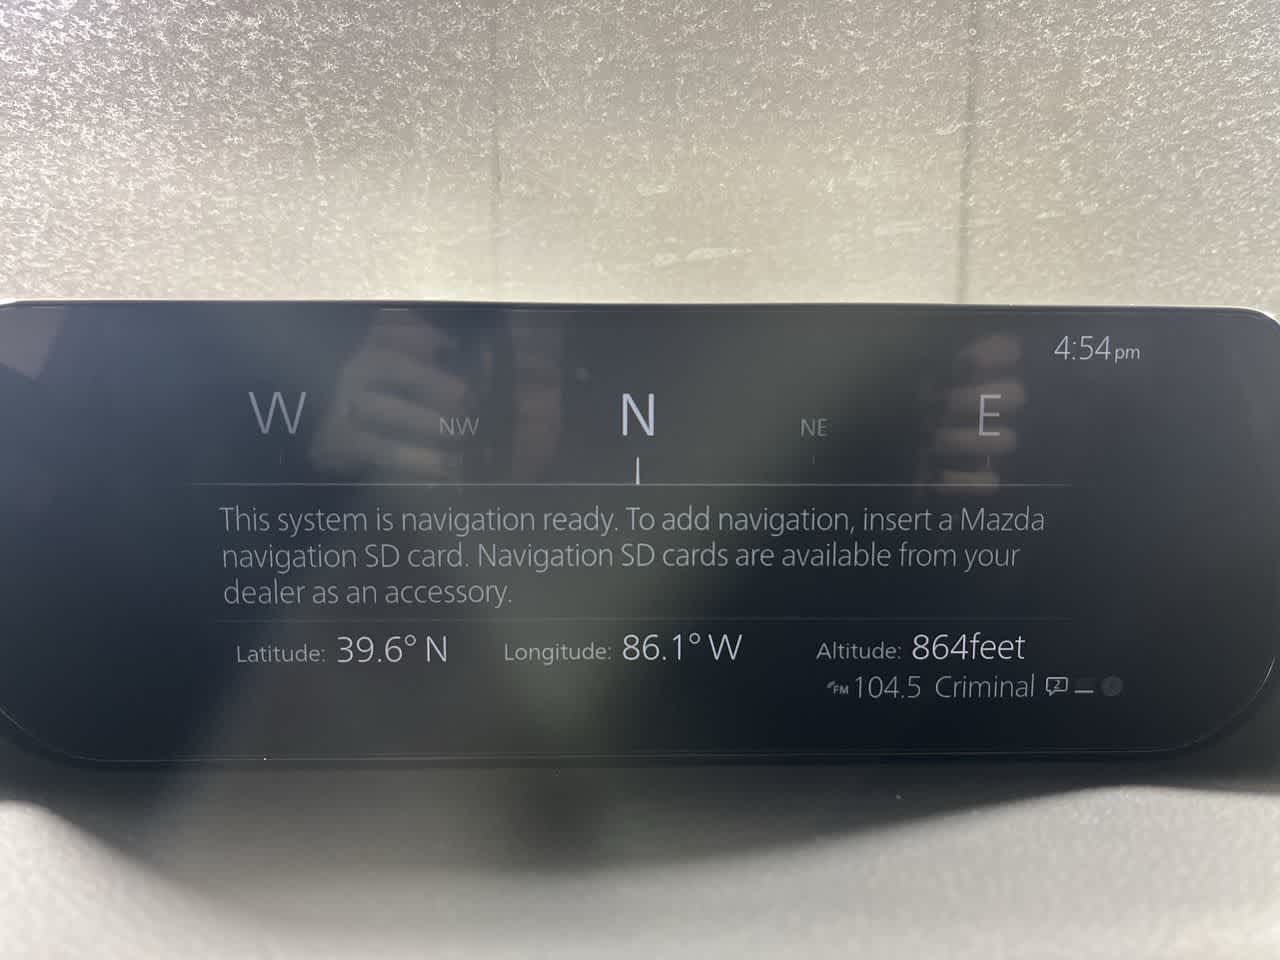 4:54pm
W NW N NE E
This system is navigation ready. To add navigation, insert a Mazda
navigation SD card. Navigation SD cards are available from your
dealer as an accessory.
Latitude: 39.6° N Longitude: 86.1° W Altitude: 864feet
FM 104.5 Criminal 2